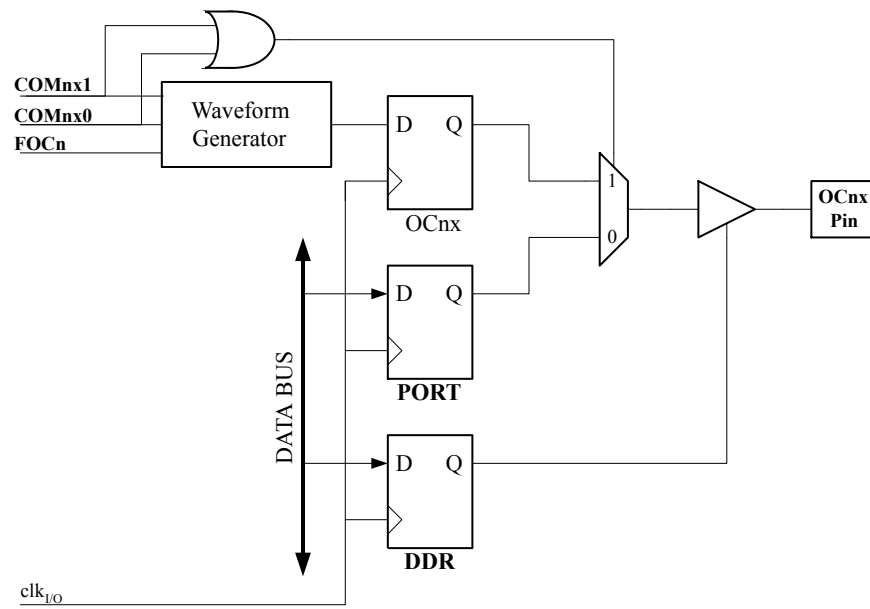 COMnx1
COMnx0
FOCn
Waveform
Generator
D Q
OCnx
1
0
OCnx
Pin
D Q
PORT
DATA BUS
D Q
DDR
clkI/O